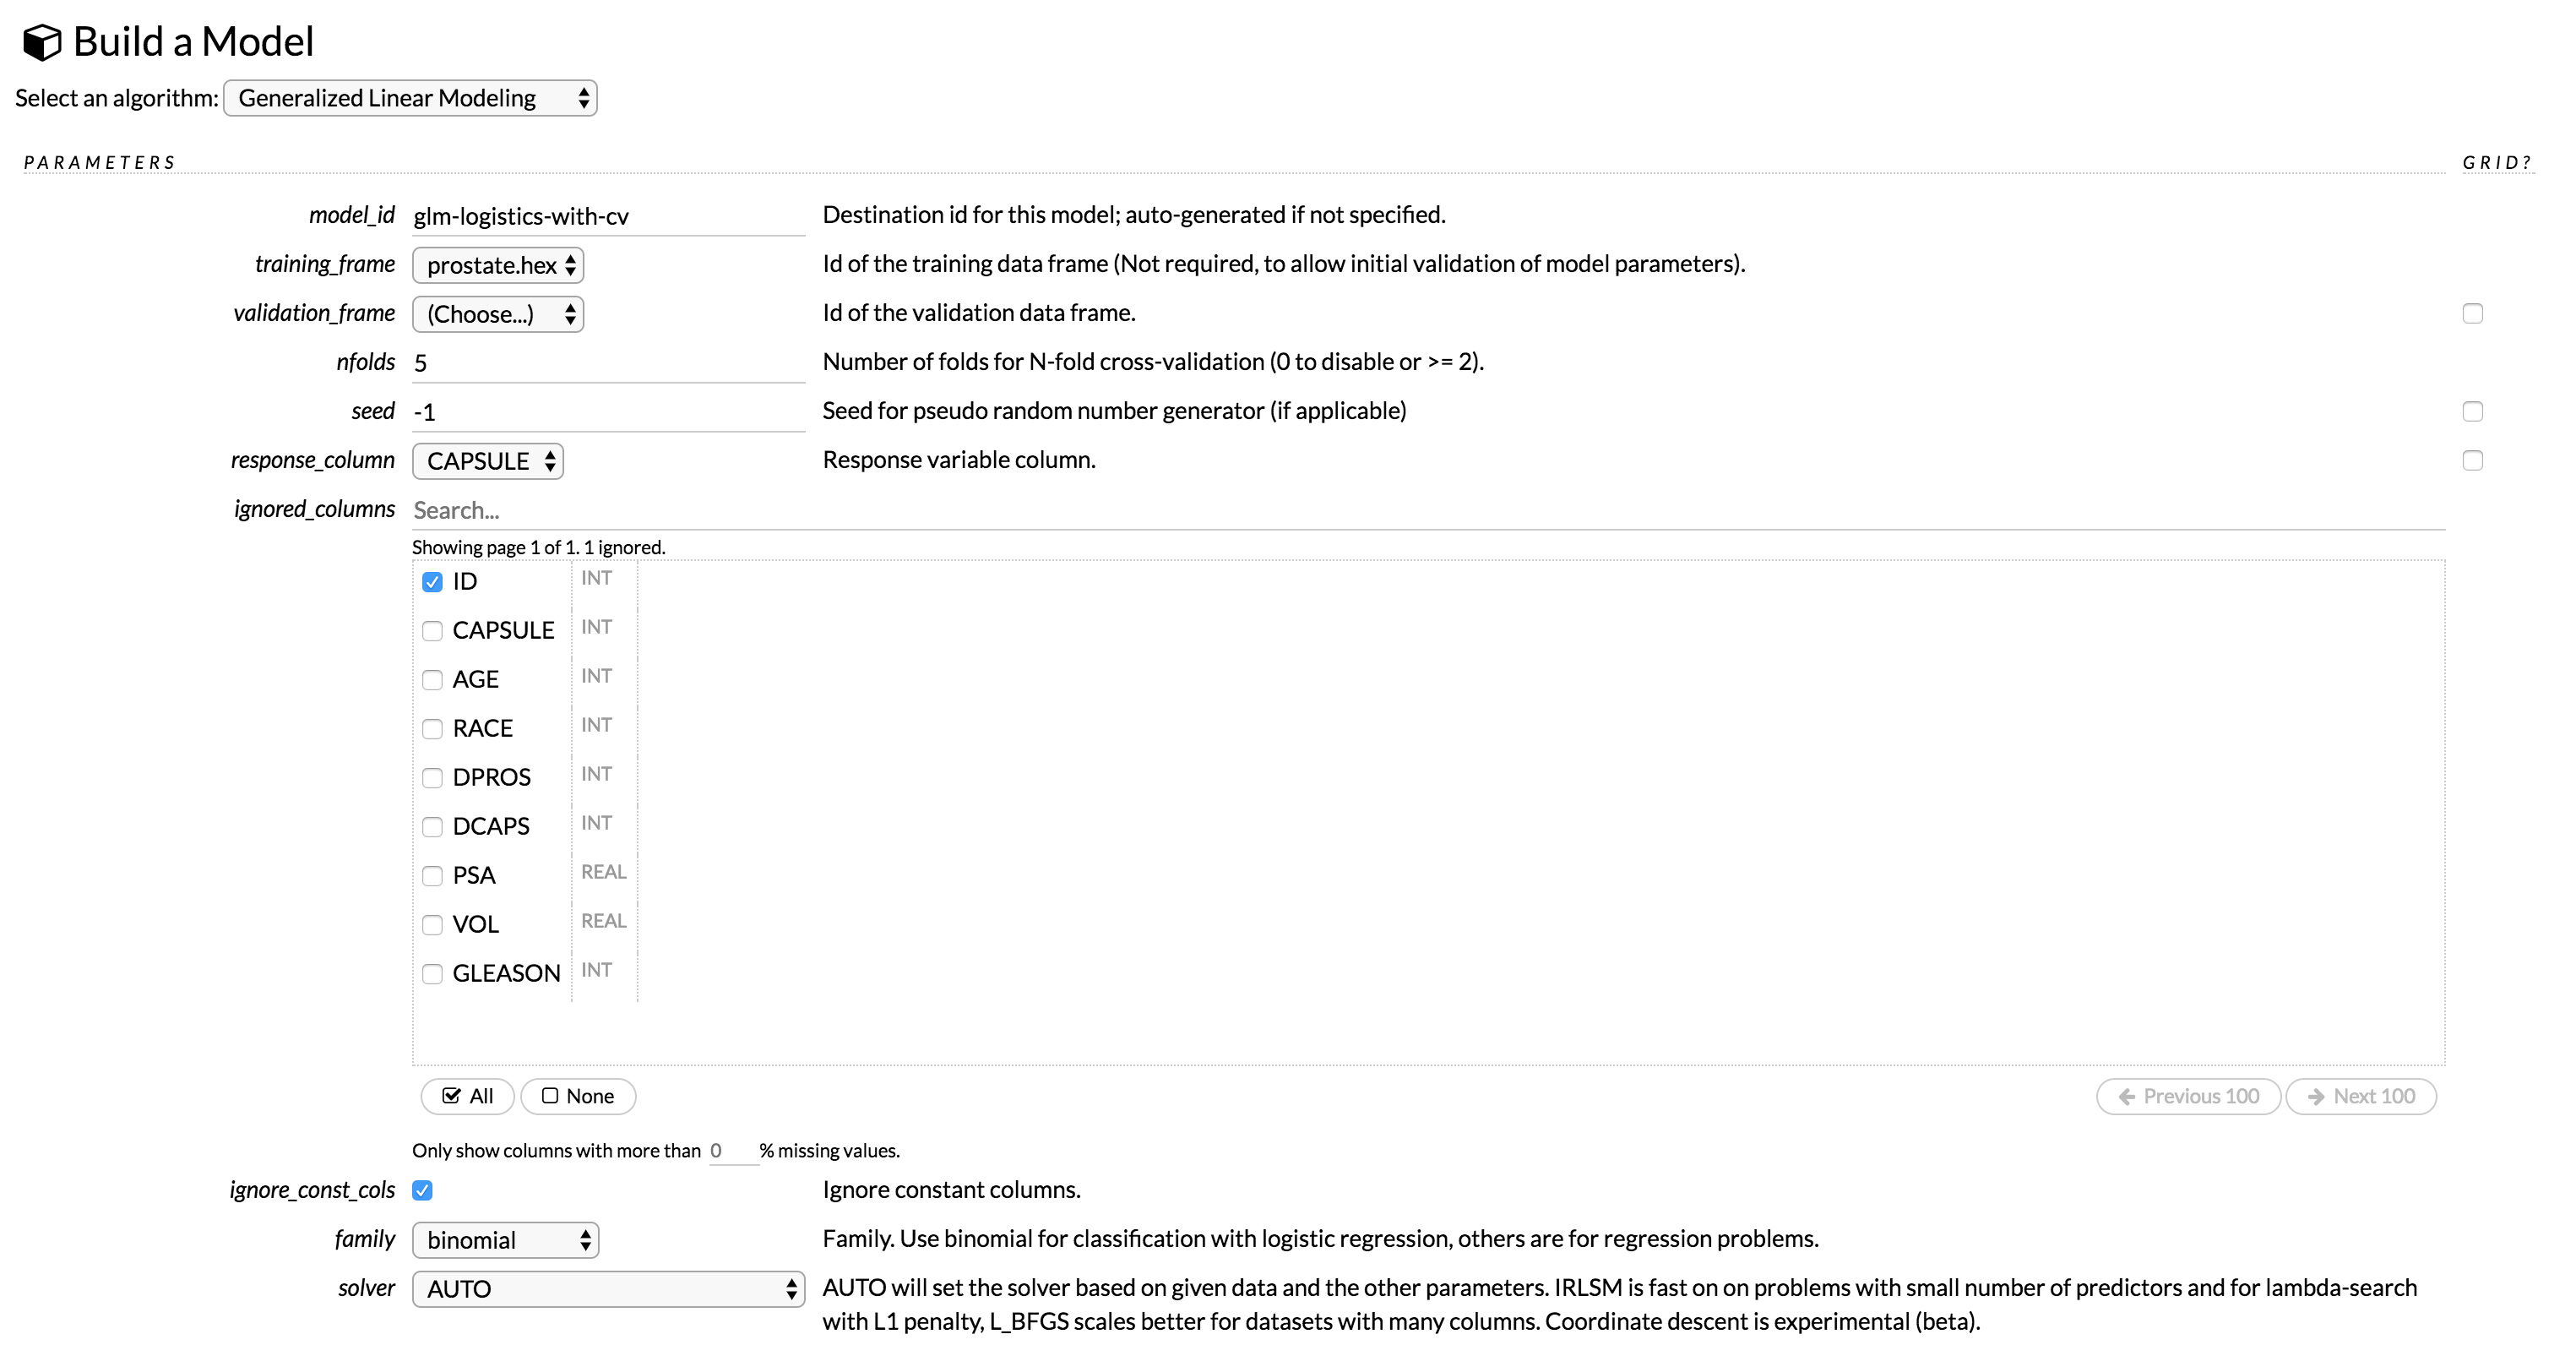 Build a Model
Select an algorithm: Generalized Linear Modeling
PARAMETERS GRID?
model_id glm-logistics-with-cv Destination id for this model; auto-generated if not specified.
training_frame prostate.hex Id of the training data frame (Not required, to allow initial validation of model parameters).
validation_frame (Choose...) Id of the validation data frame.
nfolds 5 Number of folds for N-fold cross-validation (0 to disable or >= 2).
seed -1 Seed for pseudo random number generator (if applicable)
response_column CAPSULE Response variable column.
ignored_columns Search...
Showing page 1 of 1. 1 ignored.
ID INT
CAPSULE INT
AGE INT
RACE INT
DPROS INT
DCAPS INT
PSA REAL
VOL REAL
GLEASON INT
All None Previous 100 Next 100
Only show columns with more than 0 % missing values.
ignore_const_cols Ignore constant columns.
family binomial Family. Use binomial for classification with logistic regression, others are for regression problems.
solver AUTO AUTO will set the solver based on given data and the other parameters. IRLSM is fast on on problems with small number of predictors and for lambda-search
with L1 penalty, L_BFGS scales better for datasets with many columns. Coordinate descent is experimental (beta).